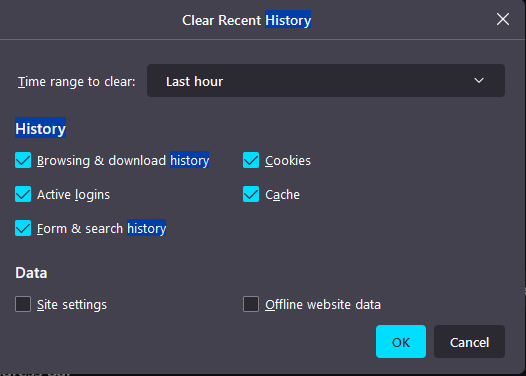 Clear Recent History
Time range to clear: Last hour
History
Browsing & download history
Cookies
Active logins
Cache
Form & search history
Data
Site settings
Offline website data
OK
Cancel